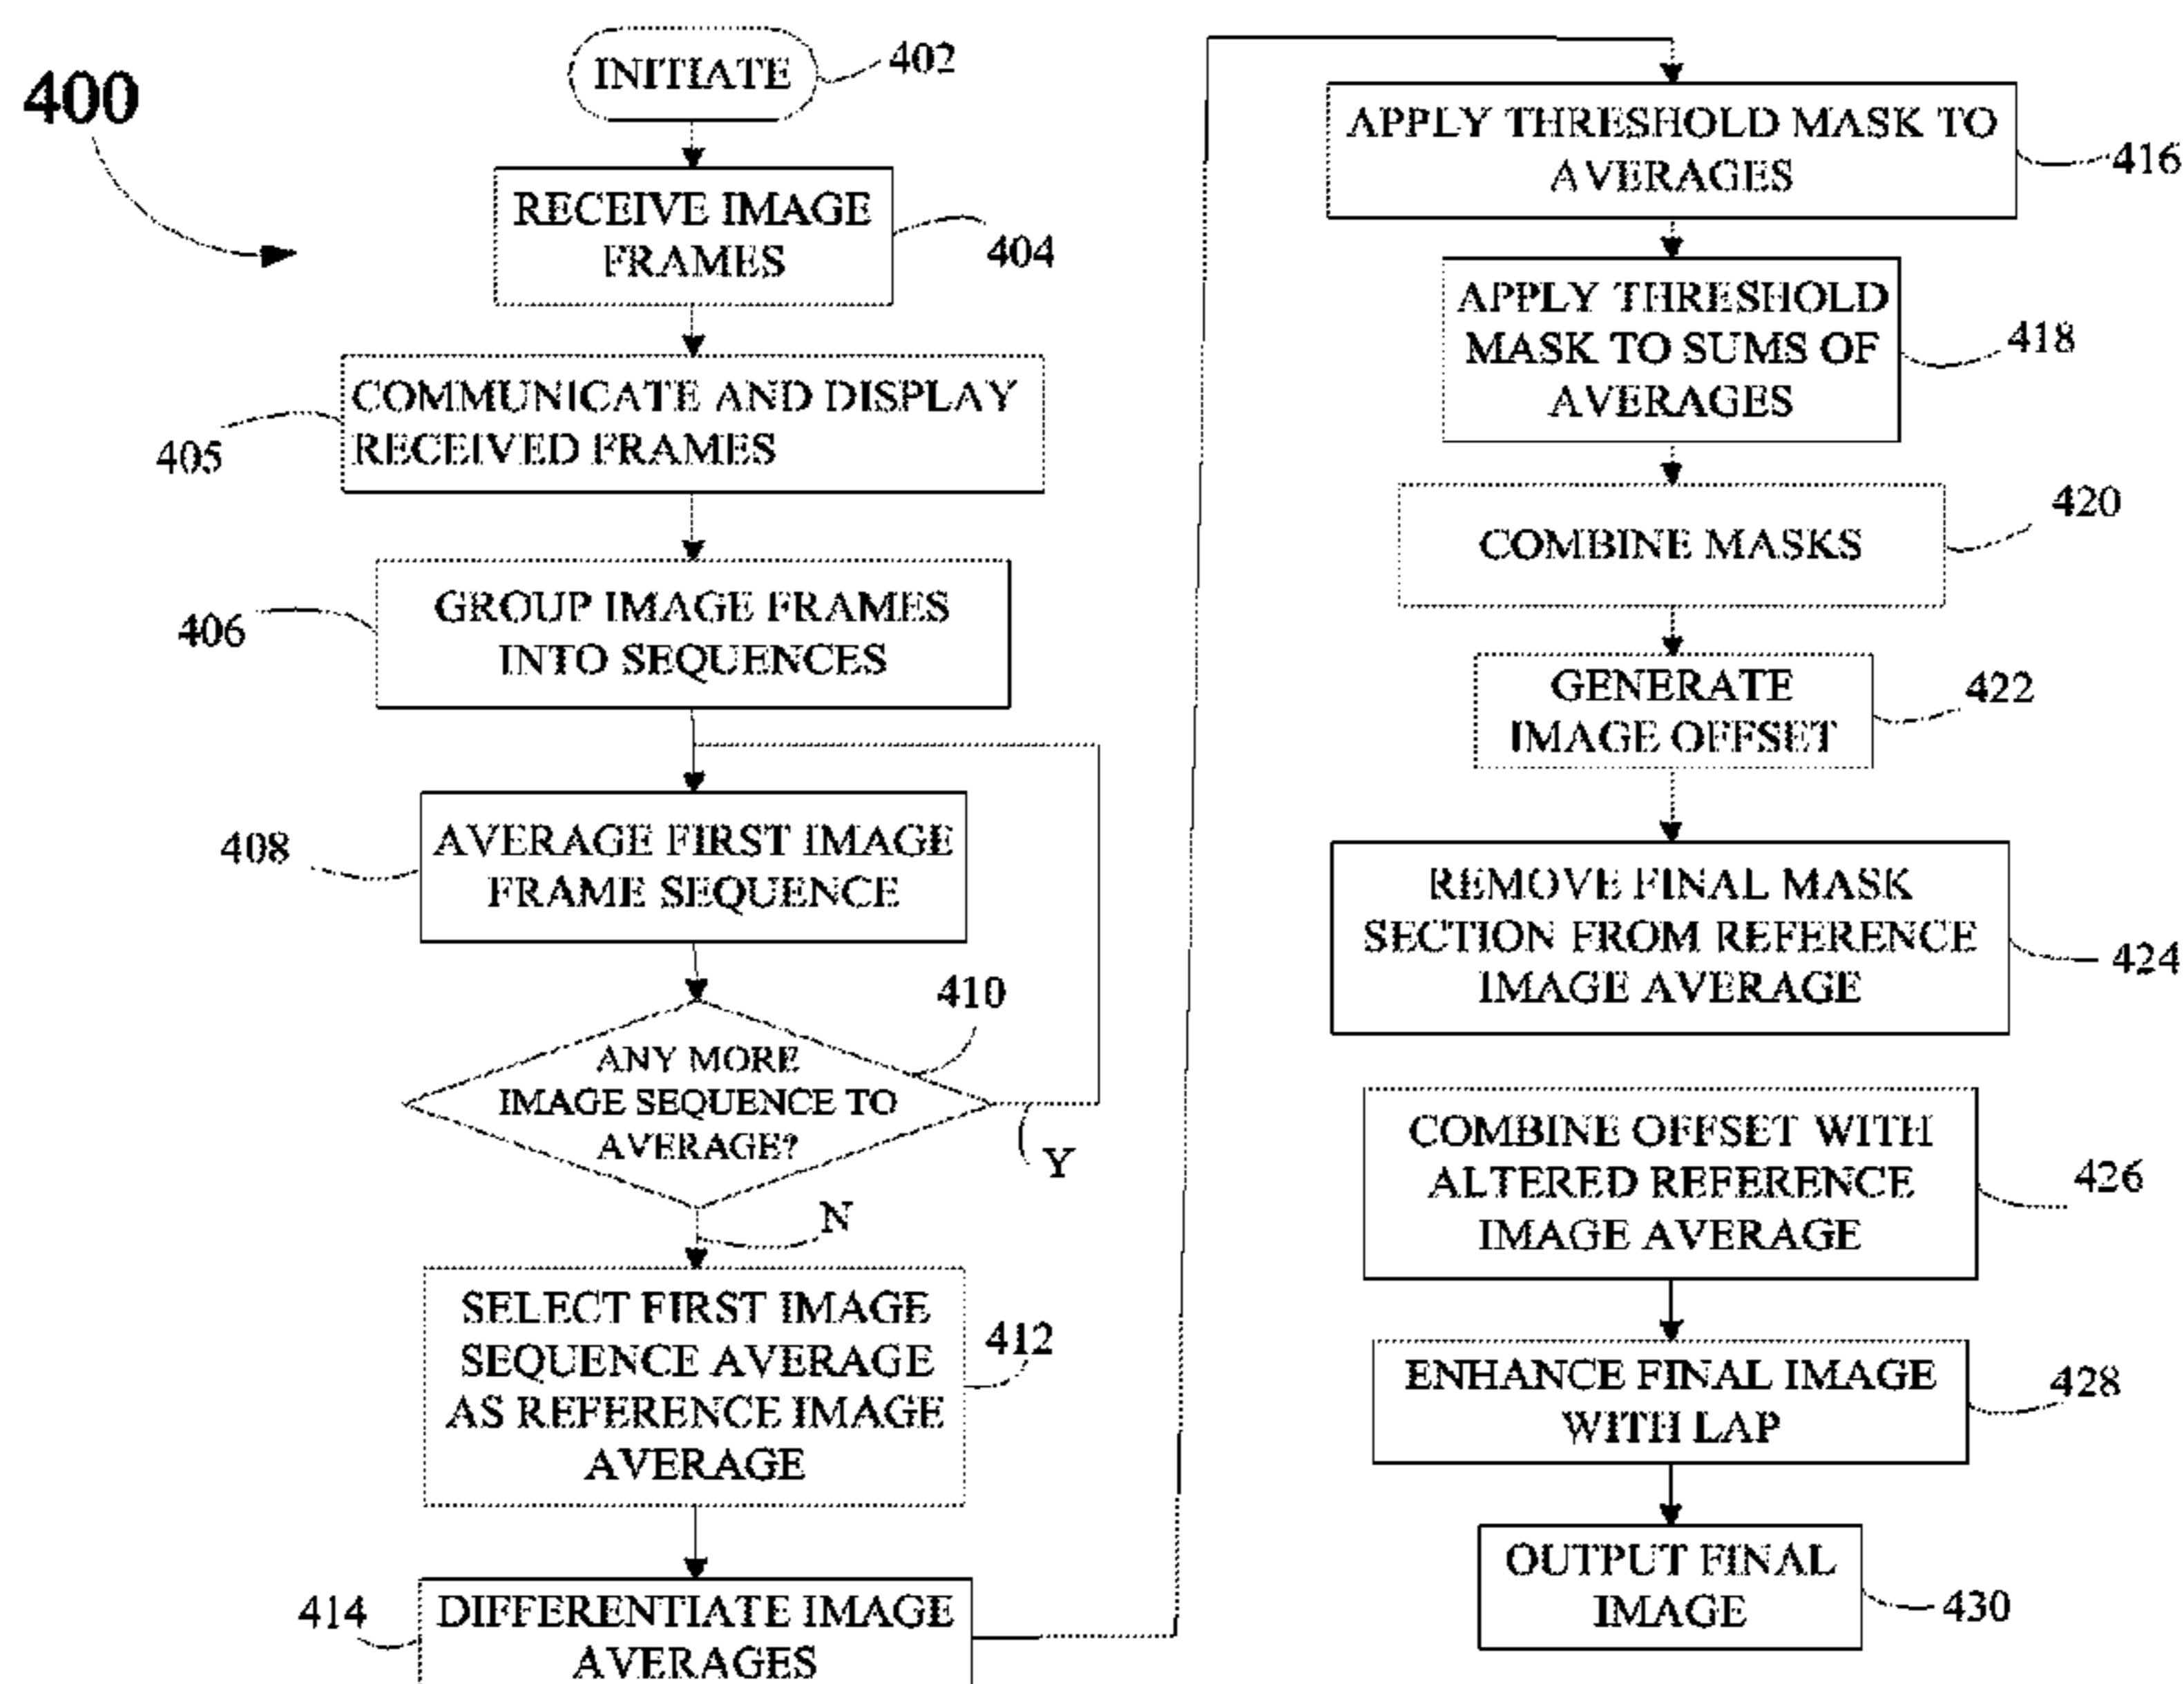 400
INITIATE
402
RECEIVE IMAGE
FRAMES
404
COMMUNICATE AND DISPLAY
RECEIVED FRAMES
405
GROUP IMAGE FRAMES
INTO SEQUENCES
406
AVERAGE FIRST IMAGE
FRAME SEQUENCE
408
ANY MORE
IMAGE SEQUENCE TO
AVERAGE?
410
Y
N
SELECT FIRST IMAGE
SEQUENCE AVERAGE
AS REFERENCE IMAGE
AVERAGE
412
DIFFERENTIATE IMAGE
AVERAGES
414
APPLY THRESHOLD MASK TO
AVERAGES
416
APPLY THRESHOLD
MASK TO SUMS OF
AVERAGES
418
COMBINE MASKS
420
GENERATE
IMAGE OFFSET
422
REMOVE FINAL MASK
SECTION FROM REFERENCE
IMAGE AVERAGE
424
COMBINE OFFSET WITH
ALTERED REFERENCE
IMAGE AVERAGE
426
ENHANCE FINAL IMAGE
WITH LAP
428
OUTPUT FINAL
IMAGE
430